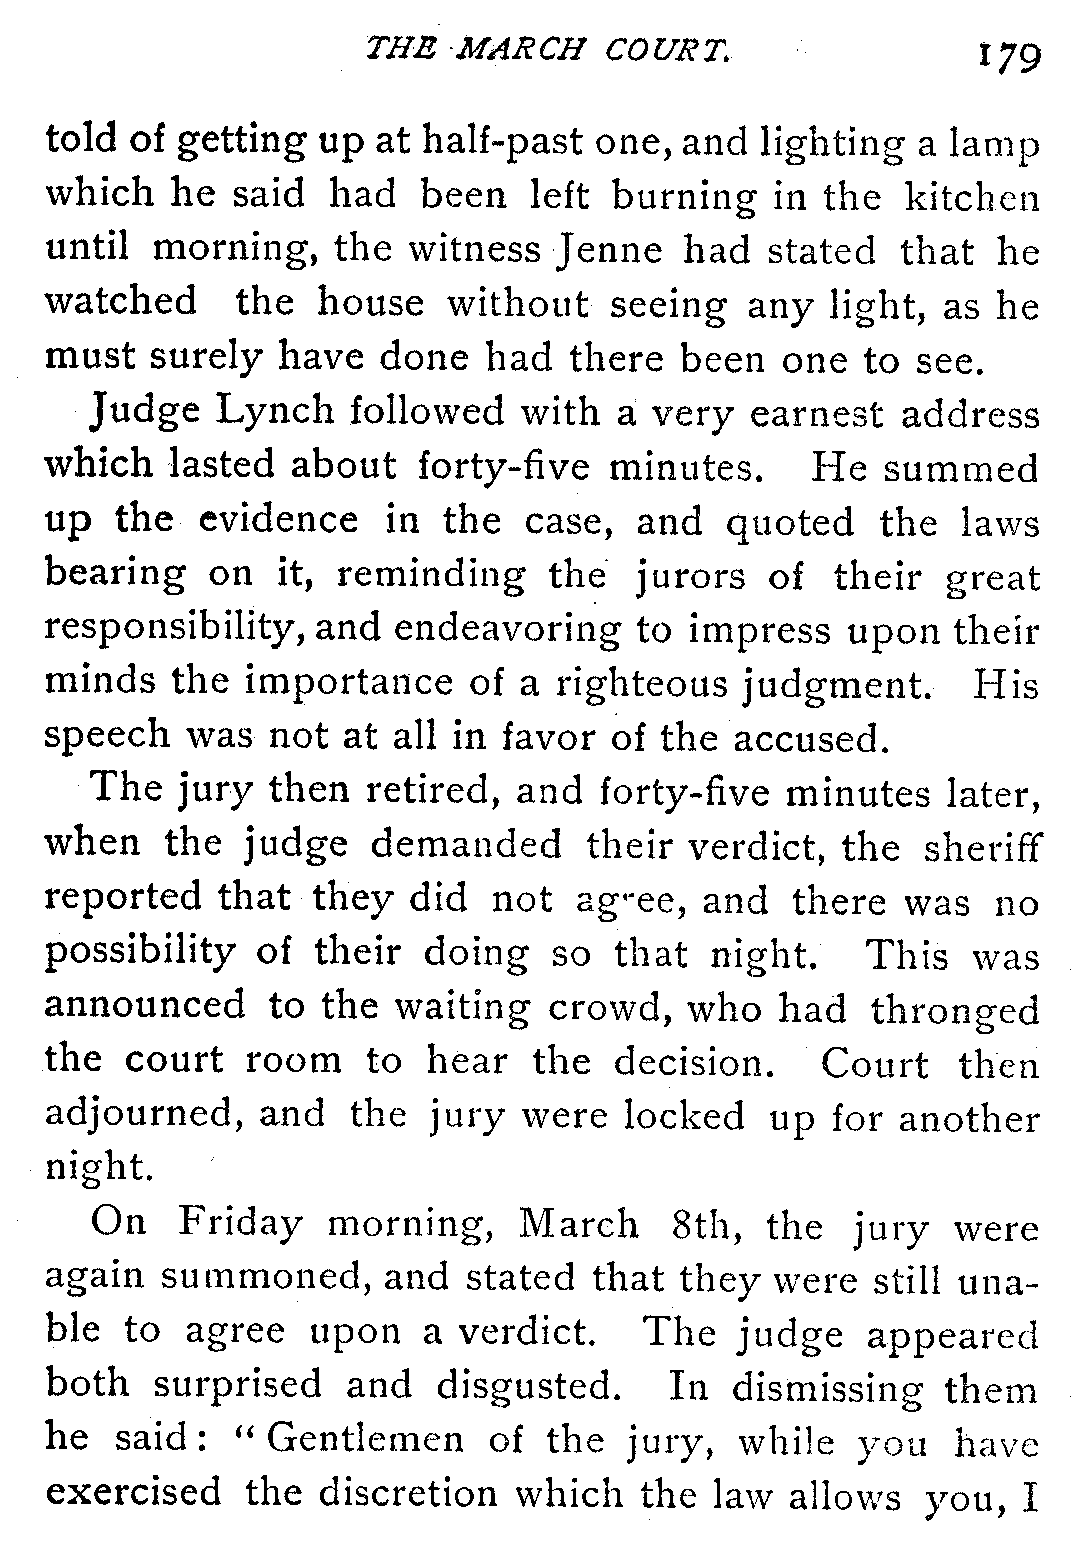 THE MARCH COURT. 179
told of getting up at half-past one, and lighting a lamp
which he said had been left burning in the kitchen
until morning, the witness Jenne had stated that he
watched the house without seeing any light, as he
must surely have done had there been one to see.
Judge Lynch followed with a very earnest address
which lasted about forty-five minutes. He summed
up the evidence in the case, and quoted the laws
bearing on it, reminding the jurors of their great
responsibility, and endeavoring to impress upon their
minds the importance of a righteous judgment. His
speech was not at all in favor of the accused.
The jury then retired, and forty-five minutes later,
when the judge demanded their verdict, the sheriff
reported that they did not agree, and there was no
possibility of their doing so that night. This was
announced to the waiting crowd, who had thronged
the court room to hear the decision. Court then
adjourned, and the jury were locked up for another
night.
On Friday morning, March 8th, the jury were
again summoned, and stated that they were still una-
ble to agree upon a verdict. The judge appeared
both surprised and disgusted. In dismissing them
he said: “Gentlemen of the jury, while you have
exercised the discretion which the law allows you, I